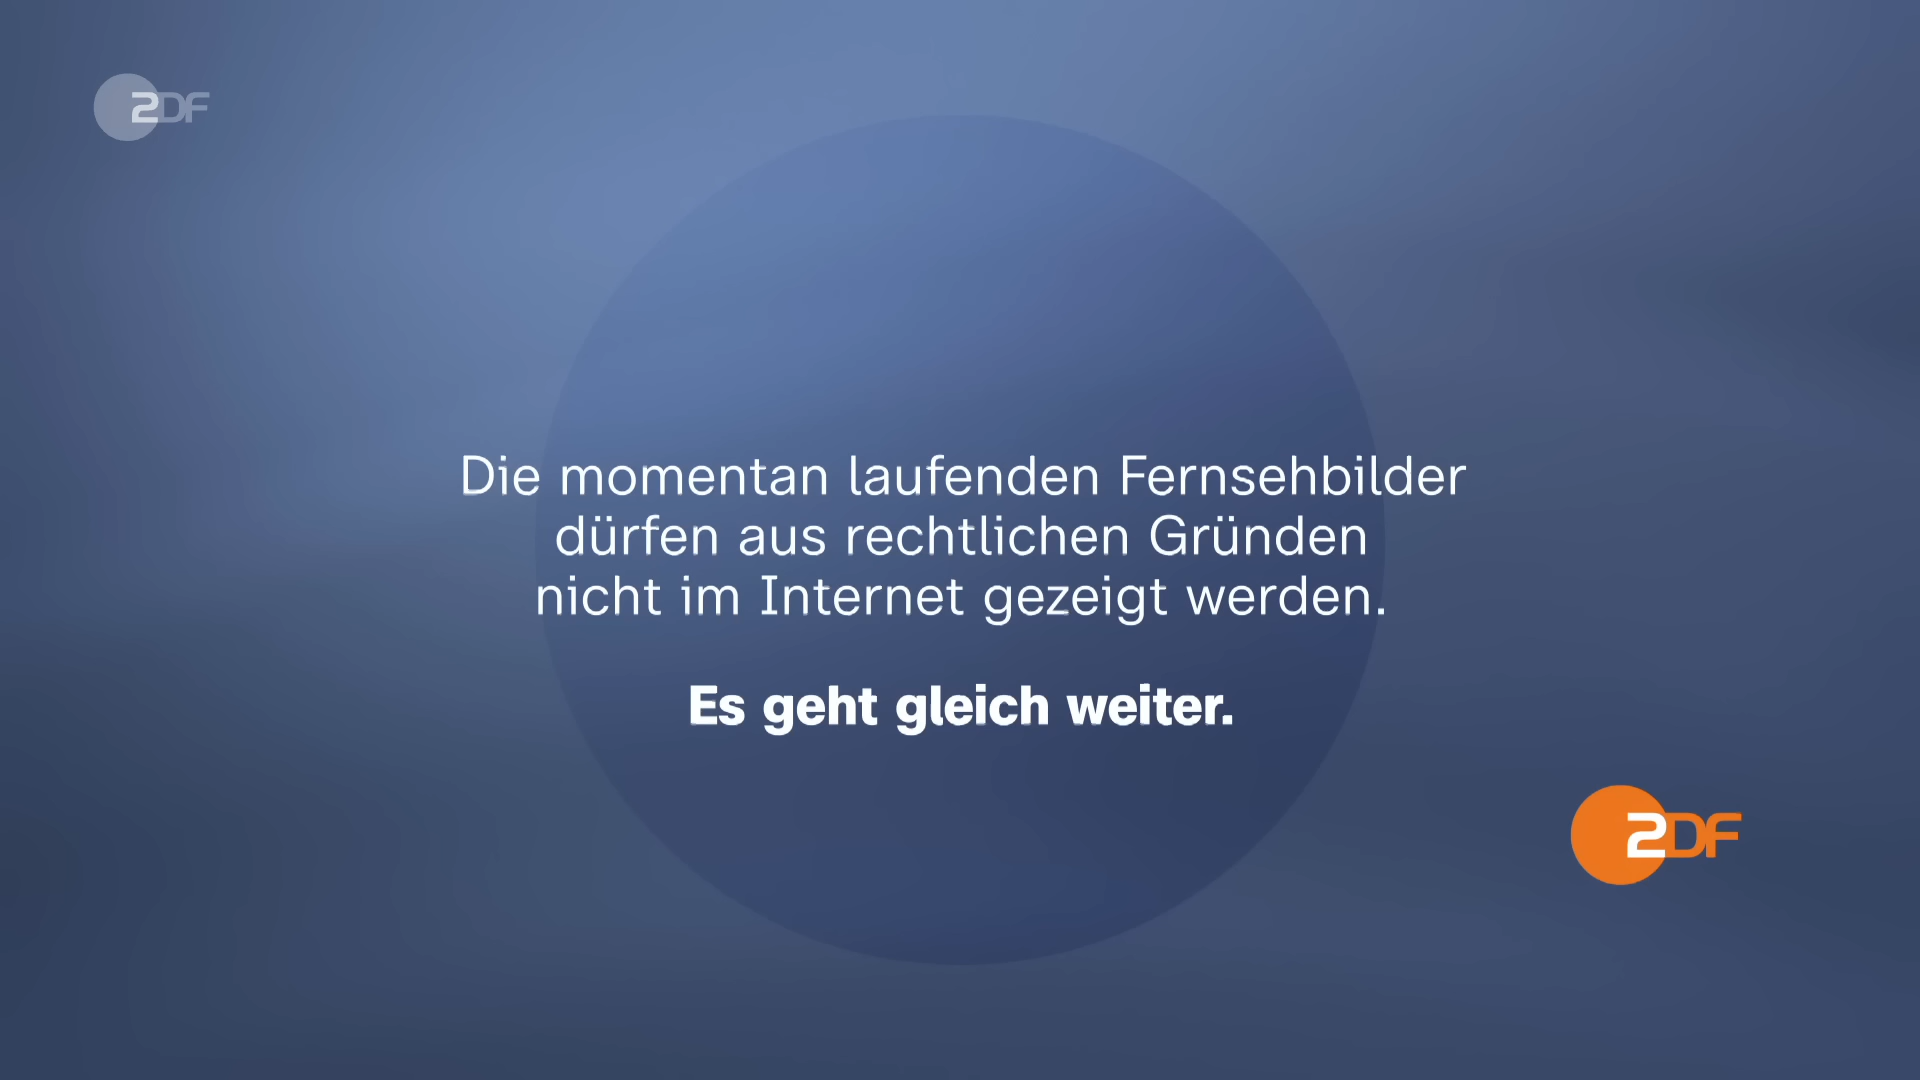 ZDF
Die momentan laufenden Fernsehbilder
dürfen aus rechtlichen Gründen
nicht im Internet gezeigt werden.
Es geht gleich weiter.
ZDF